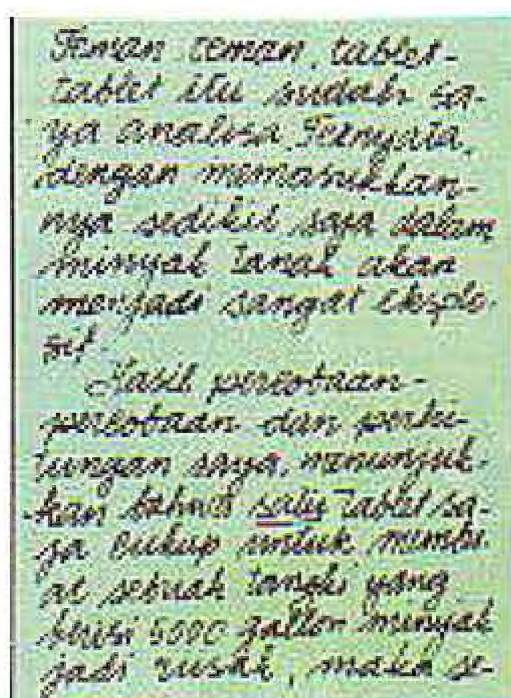 Teman teman, tablet-
tablet itu sudah sa-
ya analisa. Ternyata,
dengan memasukkan-
nya sedikit saja dalam
minyak tanah akan
menjadi sangat eksplo-
sif.
Hasil percobaan-
percobaan dan perhi-
tungan saya, menunjuk-
kan bahwa satu tablet sa-
ja cukup untuk membu-
at sebuah tangki yang
berisi 5000 gallon minyak
jadi rusak, maka se-